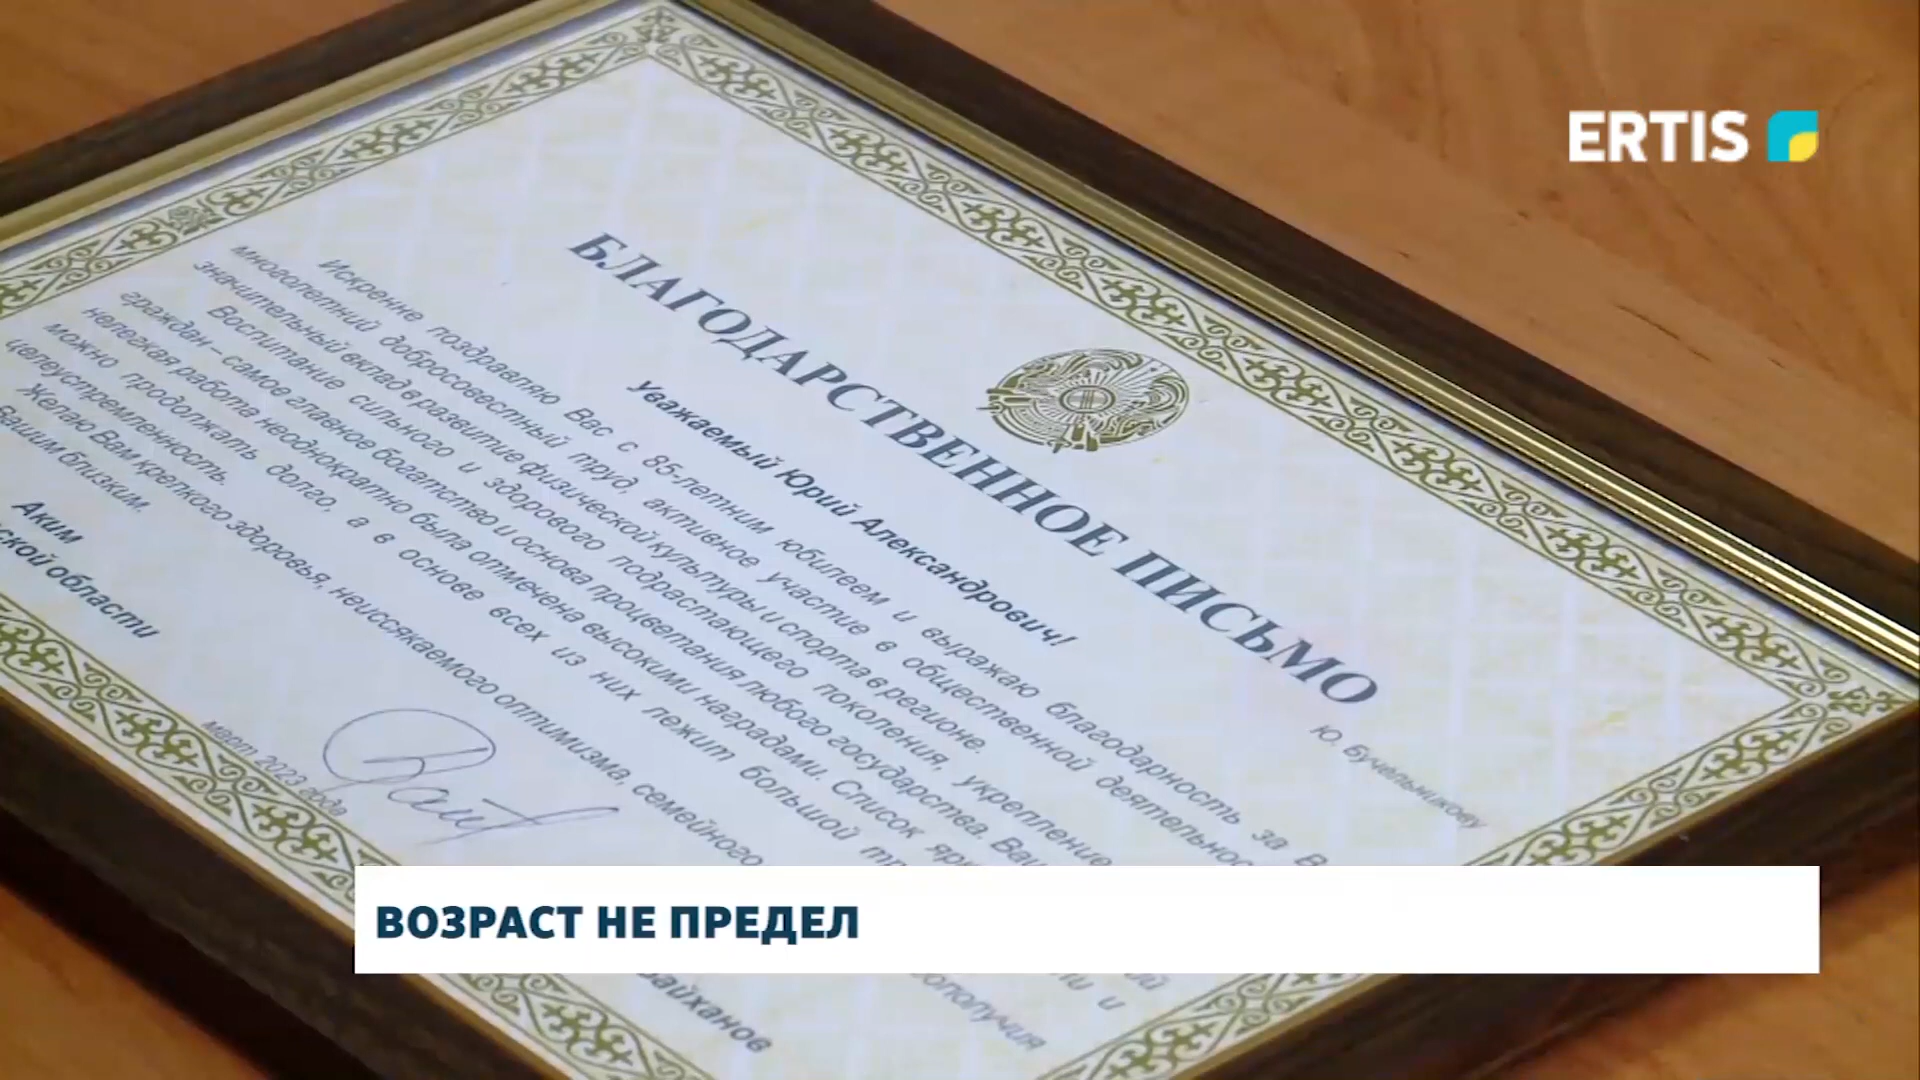 ERTIS
БЛАГОДАРСТВЕННОЕ ПИСЬМО
Ю. Бучельникову
Уважаемый Юрий Александрович!
Искренне поздравляю Вас с 85-летним юбилеем и выражаю благодарность за
многолетний добросовестный труд, активное участие в общественной
значительный вклад в развитие физической культуры и спорта в регионе.
Воспитание сильного и здорового подрастающего поколения, укрепление
граждан – самое главное богатство и основа процветания любого государства.
нелегкая работа неоднократно была отмечена высокими наградами. Список
можно продолжать долго, а в основе всех из них лежит большой
целеустремленность.
Желаю Вам крепкого здоровья, неиссякаемого оптимизма, семейного
Вашим близким.
Аким
области
март 2023 года
ВОЗРАСТ НЕ ПРЕДЕЛ